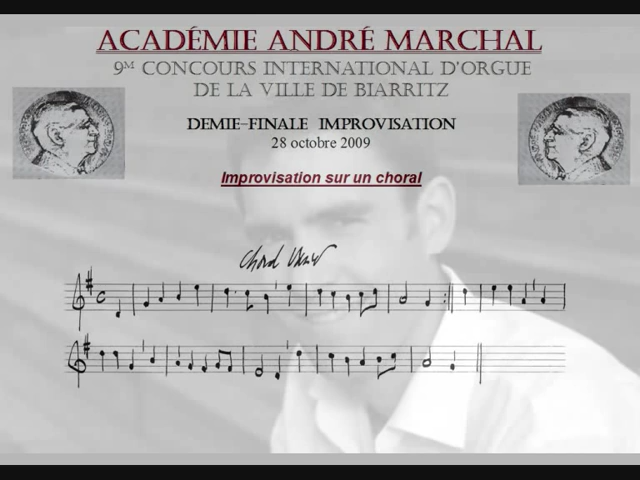 ACADÉMIE ANDRÉ MARCHAL
9M CONCOURS INTERNATIONAL D'ORGUE
DE LA VILLE DE BIARRITZ
DEMIE-FINALE IMPROVISATION
28 octobre 2009
Improvisation sur un choral
Choral